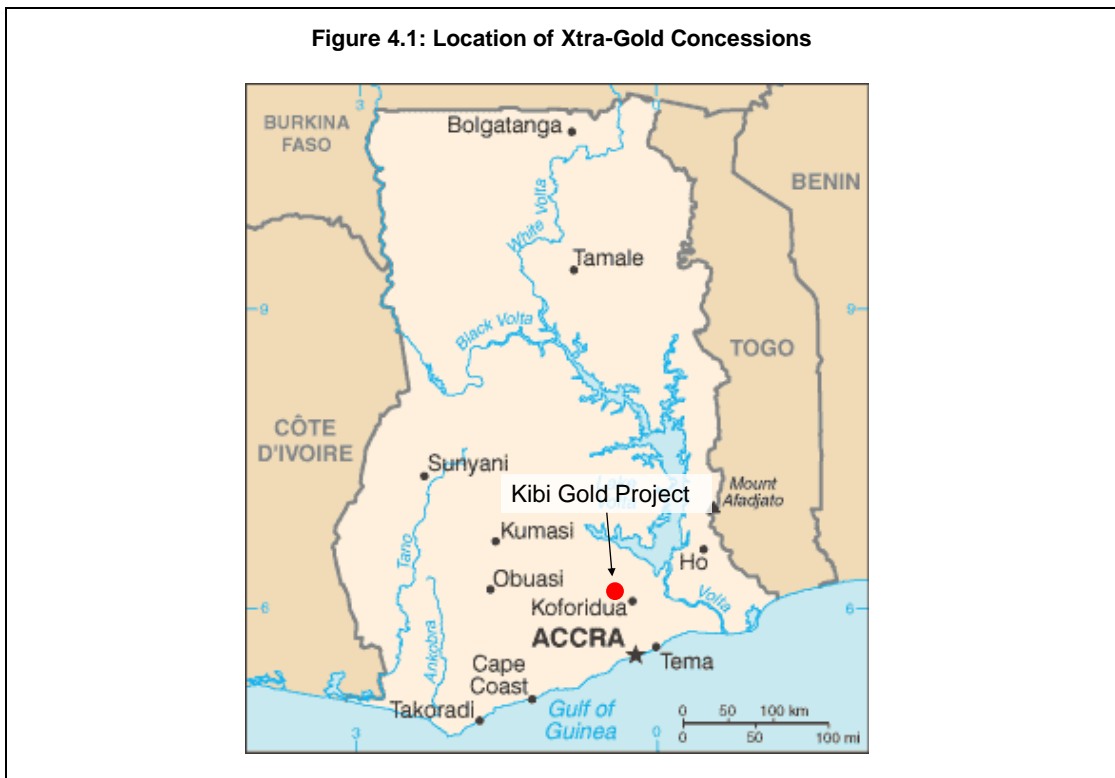 Figure 4.1: Location of Xtra-Gold Concessions
3
0
BURKINA
FASO
Bolgatanga
BENIN
White Volta
Tamale
9
9
Black Volta
TOGO
CÔTE
D'IVOIRE
Sunyani
Kibi Gold Project
Mount
Afadjato
Kumasi
Tano
Ho
Obuasi
Koforidua
Volta
6
6
Ankobra
ACCRA
Tema
Cape
Coast
Takoradi
Gulf of
Guinea
0 50 100 km
0 50 100 mi
3
0